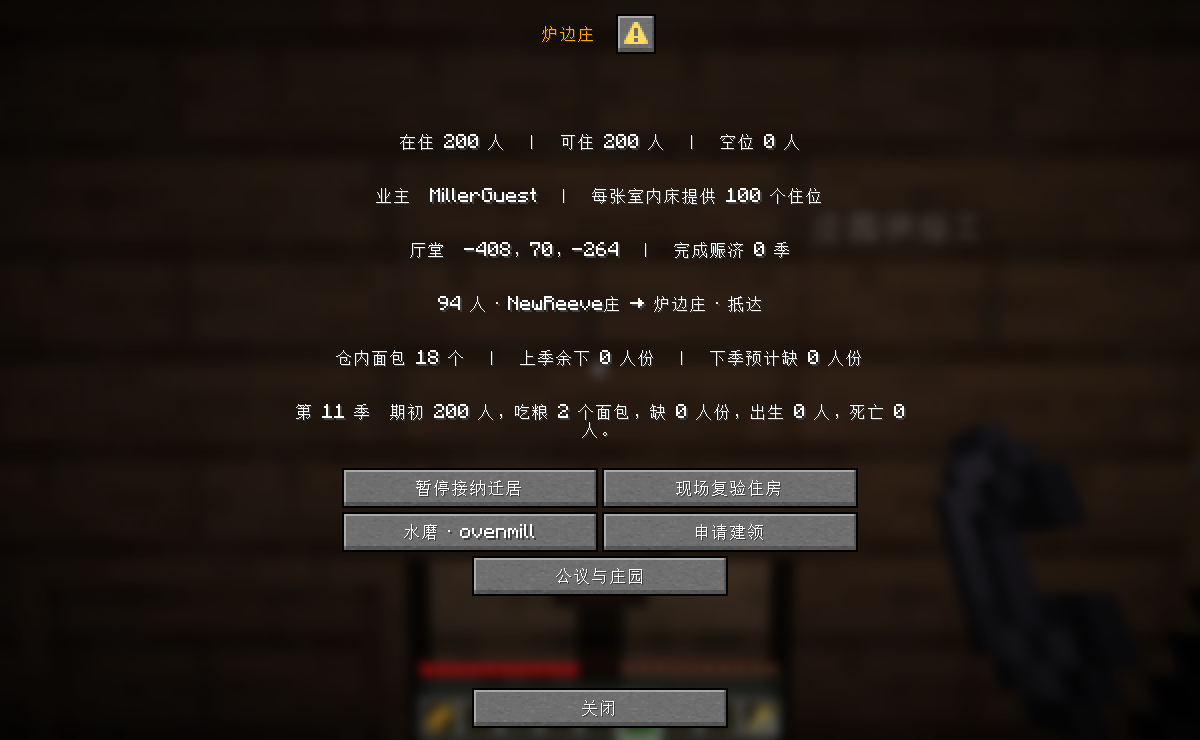 炉边庄
在住 200 人 | 可住 200 人 | 空位 0 人
业主 MillerGuest | 每张室内床提供 100 个住位
厅堂 -408, 70, -264 | 完成赈济 0 季
94 人 · NewReeve庄 → 炉边庄 · 抵达
仓内面包 18 个 | 上季余下 0 人份 | 下季预计缺 0 人份
第 11 季 期初 200 人, 吃粮 2 个面包, 缺 0 人份, 出生 0 人, 死亡 0
人。
暂停接纳迁居 现场复验住房
水磨 · ovenmill 申请建领
公议与庄园
关闭